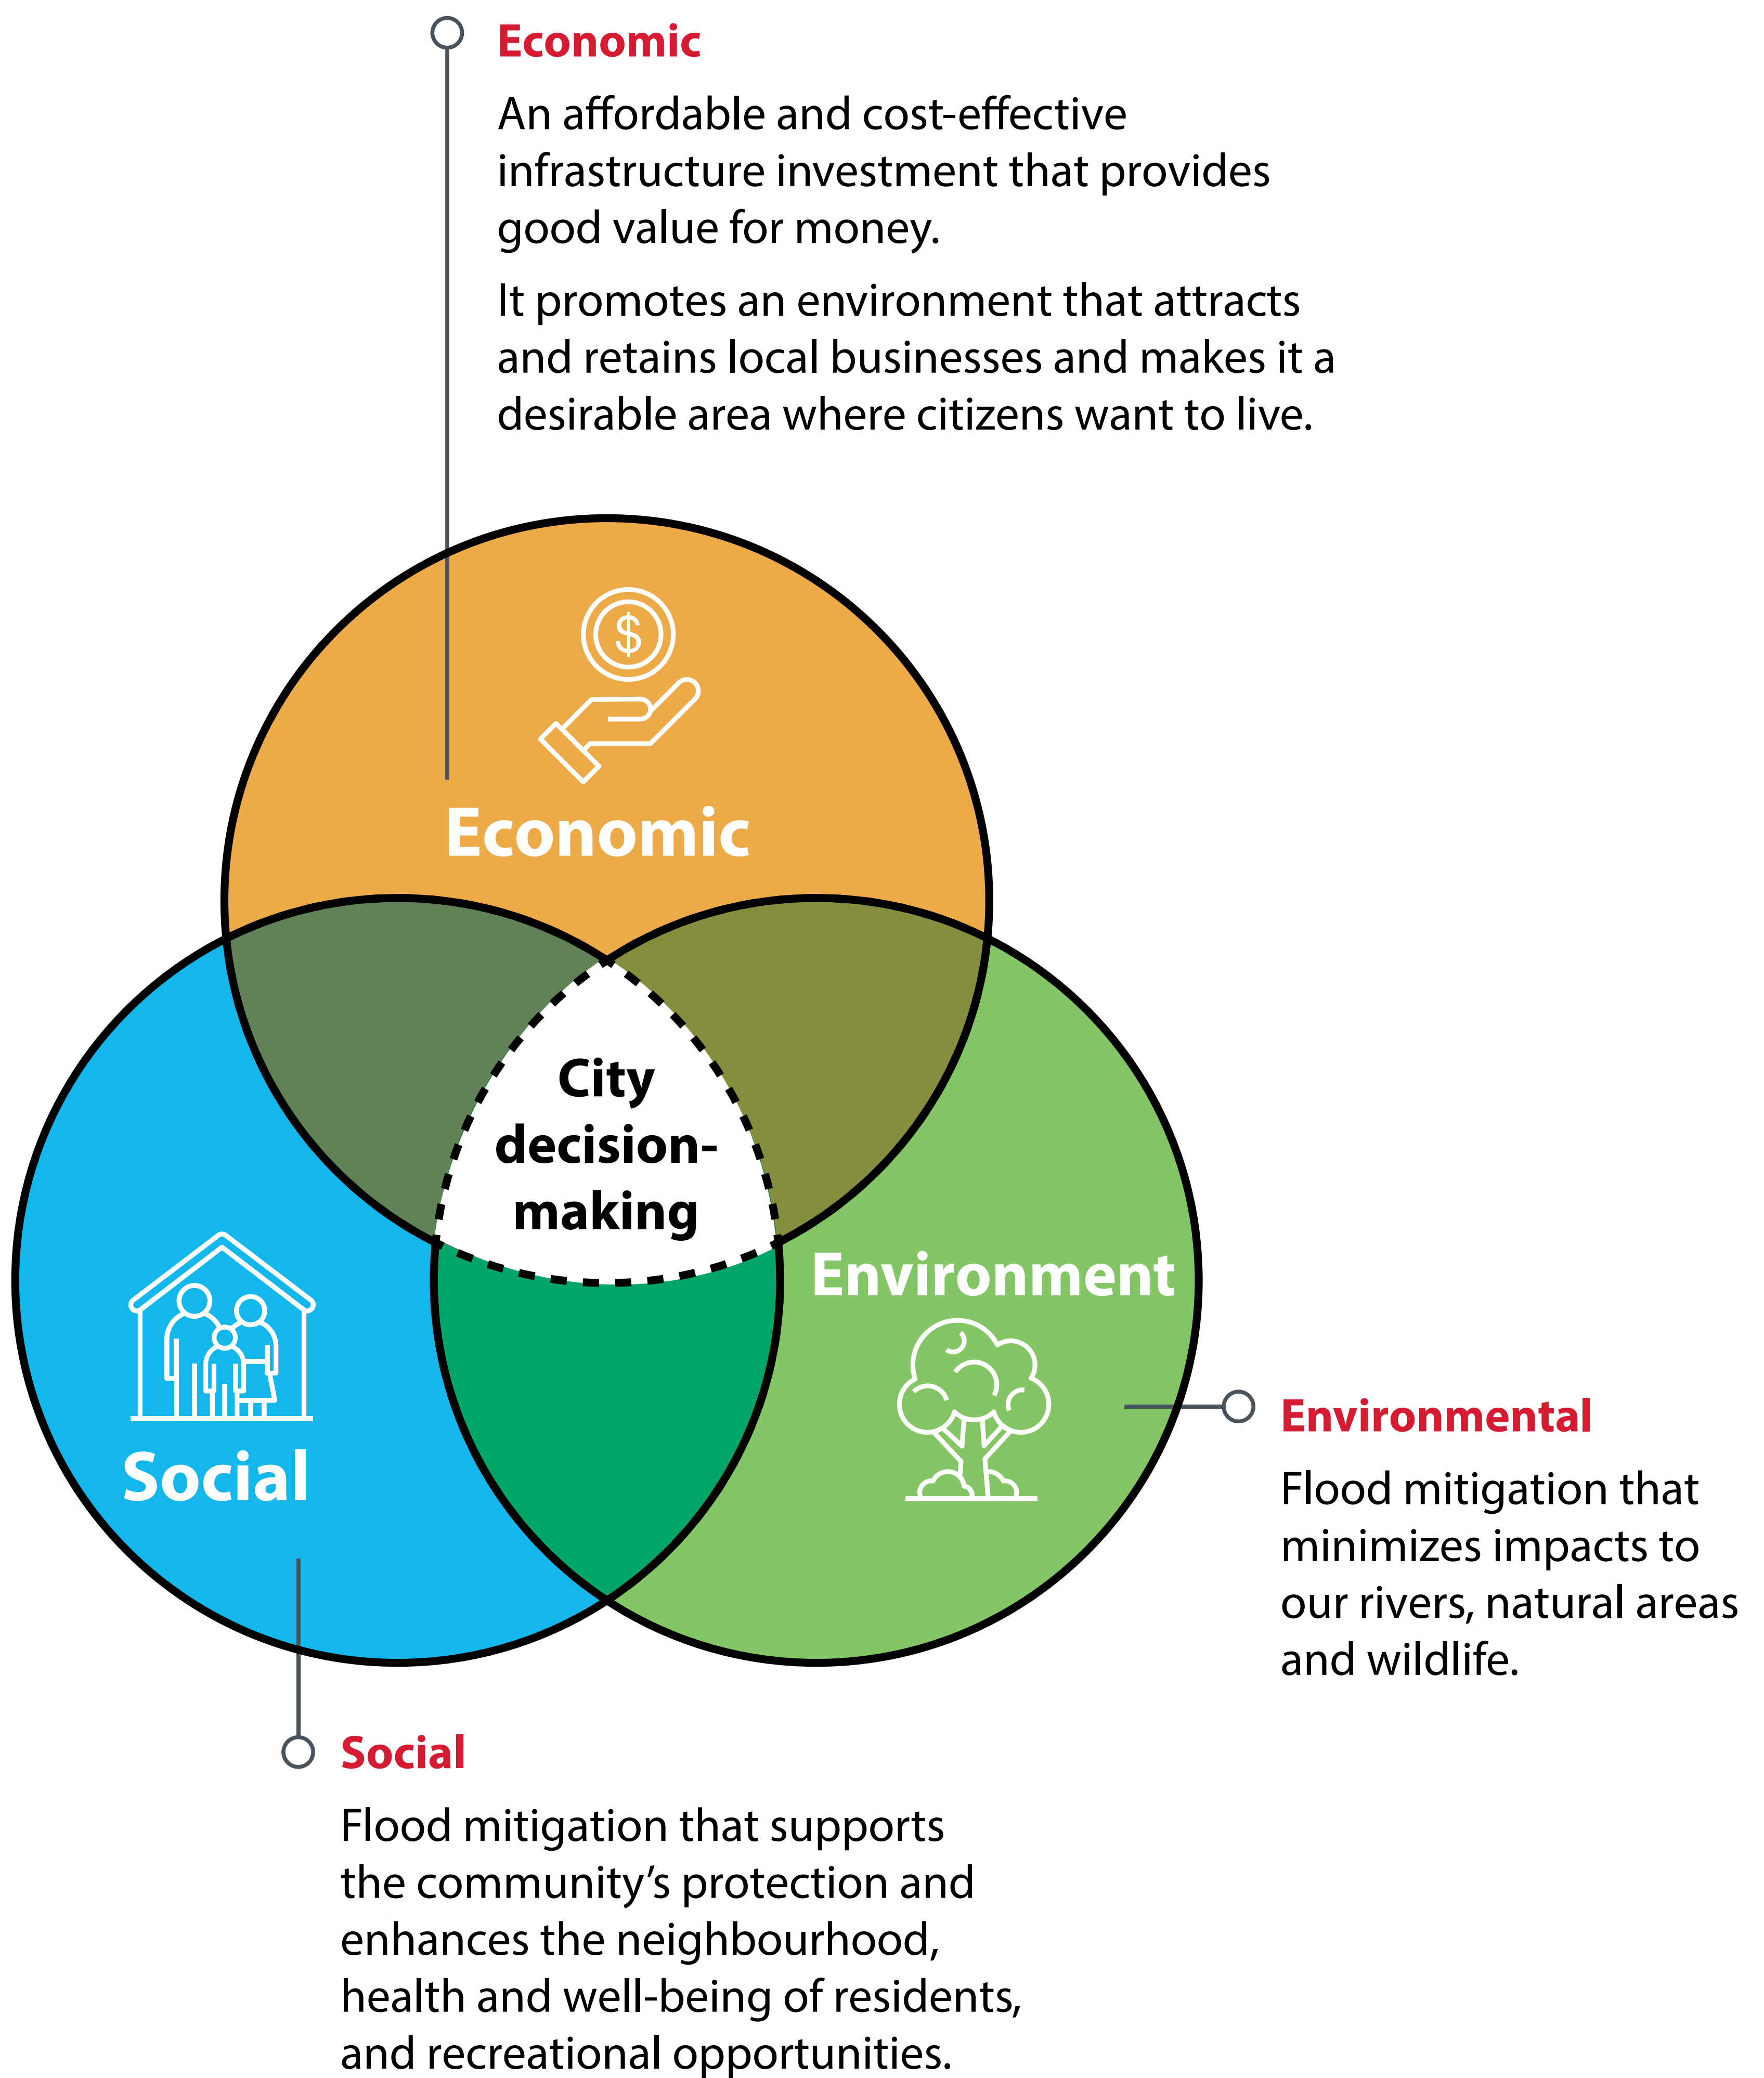 Economic
An affordable and cost-effective
infrastructure investment that provides
good value for money.
It promotes an environment that attracts
and retains local businesses and makes it a
desirable area where citizens want to live.
$
Economic
City
decision-
making
Environment
Social
Environmental
Flood mitigation that
minimizes impacts to
our rivers, natural areas
and wildlife.
Social
Flood mitigation that supports
the community’s protection and
enhances the neighbourhood,
health and well-being of residents,
and recreational opportunities.